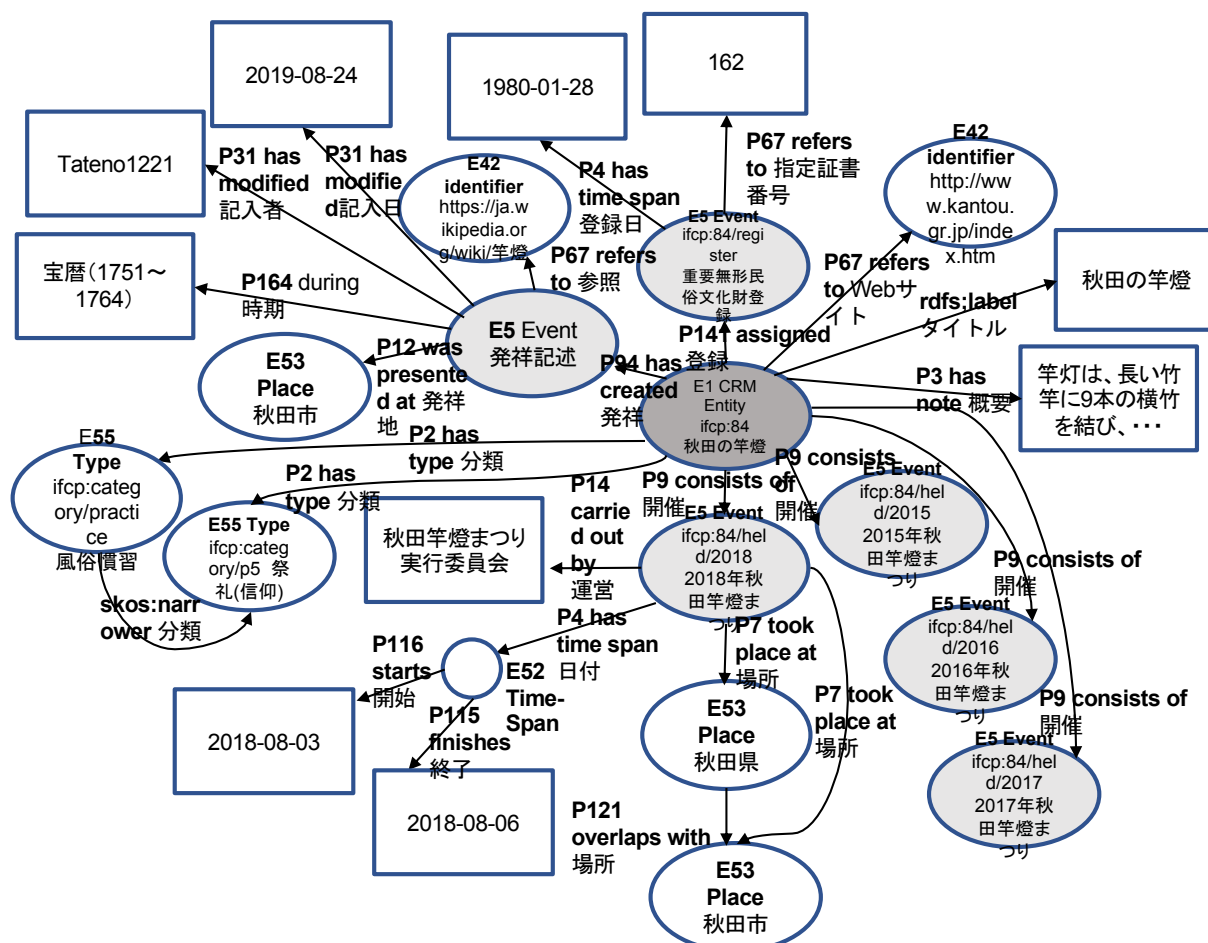 2019-08-24
1980-01-28
162
Tateno1221
P31 has
modified
記入者
P31 has
modifie
d記入日
E42
identifier
https://ja.w
ikipedia.or
g/wiki/竿燈
P4 has
time span
登録日
P67 refers
to 指定証書
番号
E42
identifier
http://ww
w.kantou.
gr.jp/inde
x.htm
宝暦(1751～
1764)
P164 during
時期
P67 refers
to 参照
E5 Event
ifcp:84/regi
ster
重要無形民
俗文化財登
録
P67 refers
to Webサ
イト
rdfs;label
タイトル
秋田の竿燈
E5 Event
発祥記述
P141 assigned
登録
E53
Place
秋田市
P12 was
presente
d at 発祥
地
P94 has
created
発祥
E1 CRM
Entity
ifcp:84
秋田の竿燈
P3 has
note 概要
竿灯は、長い竹
竿に9本の横竹
を結び、・・・
E55
Type
ifcp:categ
ory/practi
ce
風俗慣習
P2 has
type 分類
P2 has
type 分類
E55 Type
ifcp:categ
ory/p5 祭
礼(信仰)
skos:narr
ower 分類
秋田竿燈まつり
実行委員会
P14
carrie
d out
by
運営
P9 consists of
開催
E5 Event
ifcp:84/hel
d/2018
2018年秋
田竿燈ま
つり
P9 consists
of
開催
E5 Event
ifcp:84/hel
d/2015
2015年秋
田竿燈ま
つり
P9 consists of
開催
E5 Event
ifcp:84/hel
d/2016
2016年秋
田竿燈ま
つり
P9 consists of
開催
E5 Event
ifcp:84/hel
d/2017
2017年秋
田竿燈ま
つり
P4 has
time span
日付
P116
starts
開始
E52
Time-
Span
P115
finishes
終了
2018-08-03
2018-08-06
P7 took
place at
場所
P7 took
place at
場所
E53
Place
秋田県
P121
overlaps with
場所
E53
Place
秋田市